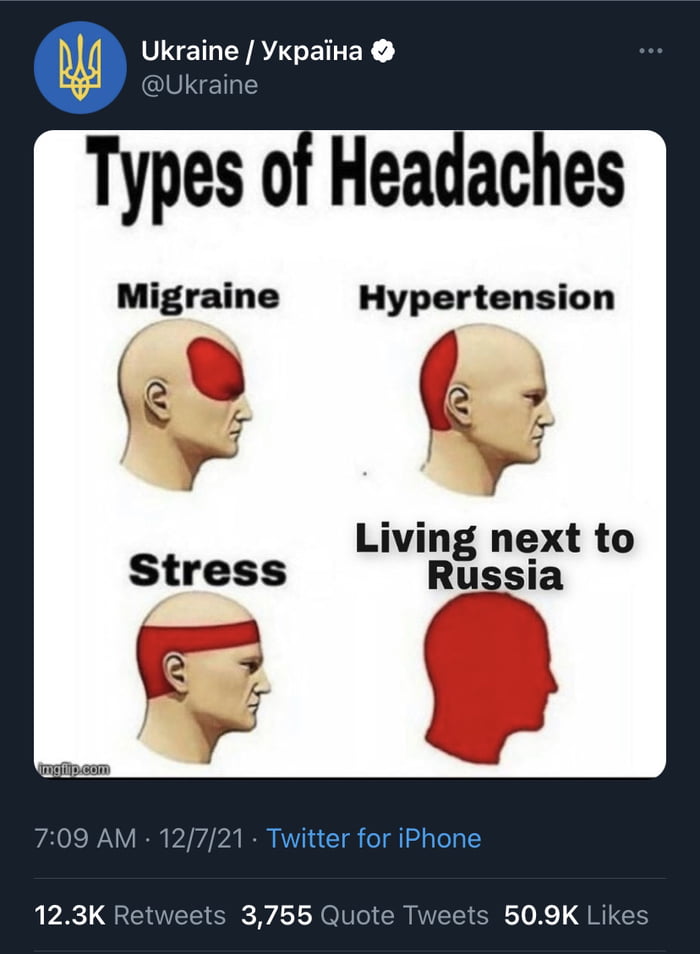 Ukraine / Україна
@Ukraine
Types of Headaches
Migraine
Hypertension
Stress
Living next to
Russia
imgflip.com
7:09 AM · 12/7/21 · Twitter for iPhone
12.3K Retweets 3,755 Quote Tweets 50.9K Likes